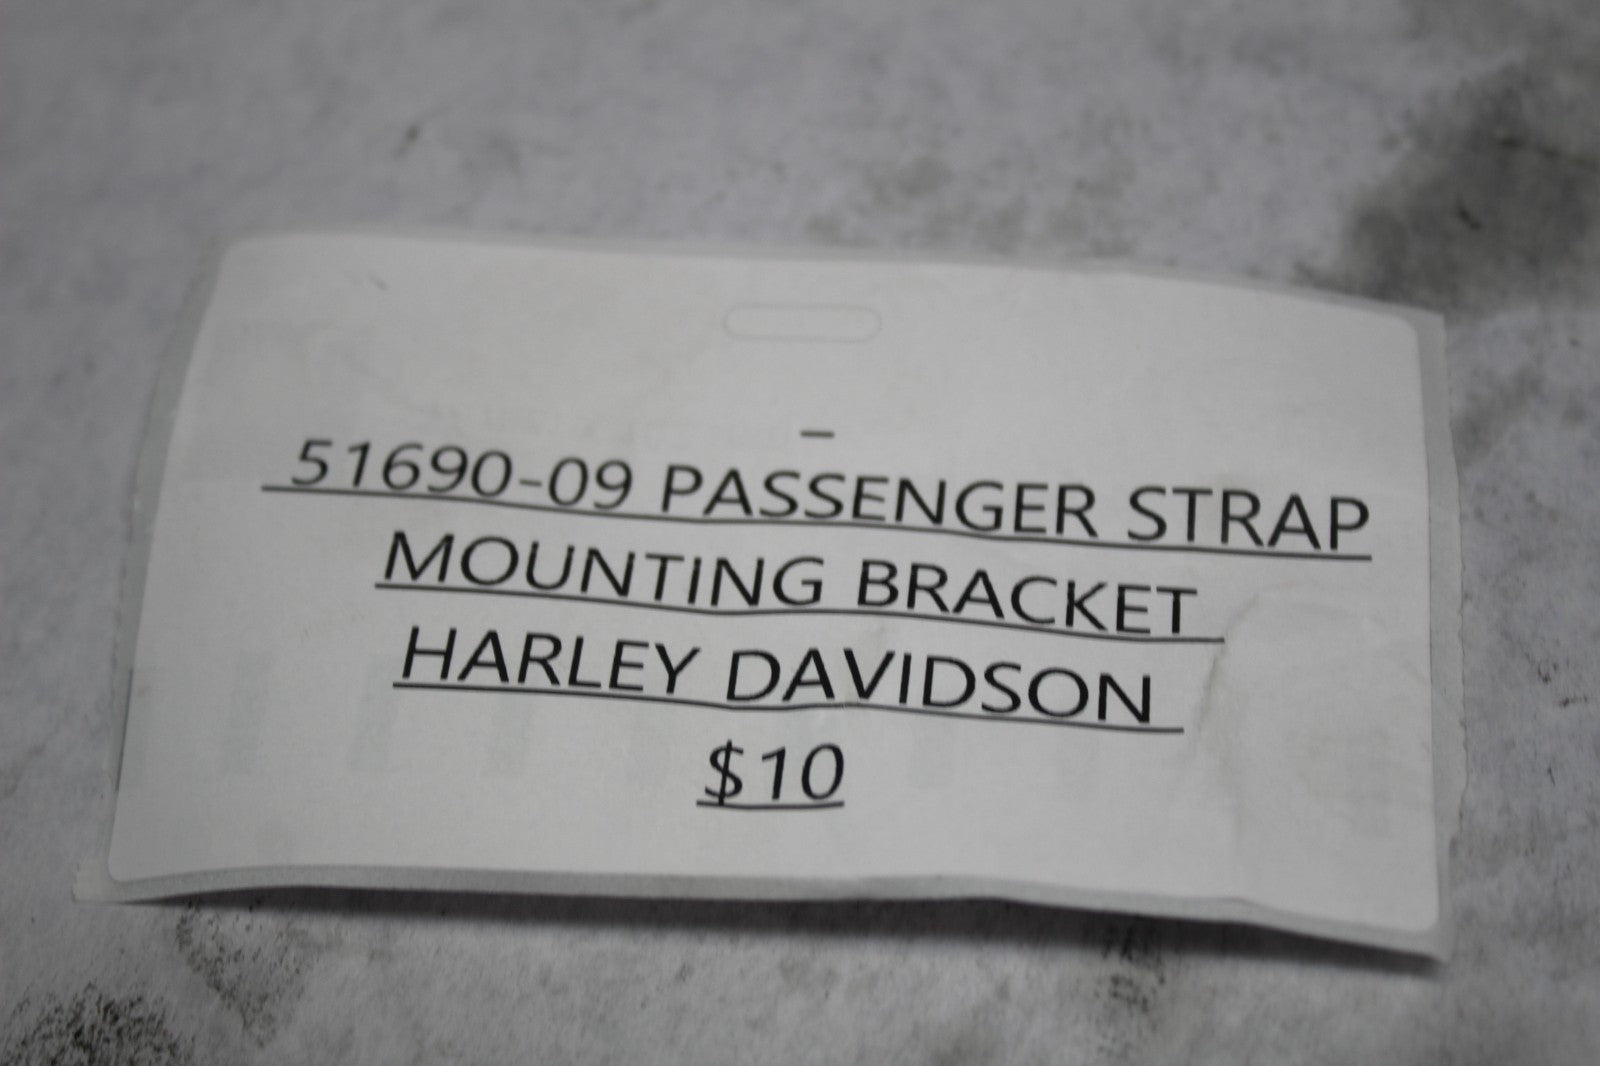 –
51690-09 PASSENGER STRAP
MOUNTING BRACKET
HARLEY DAVIDSON
$10